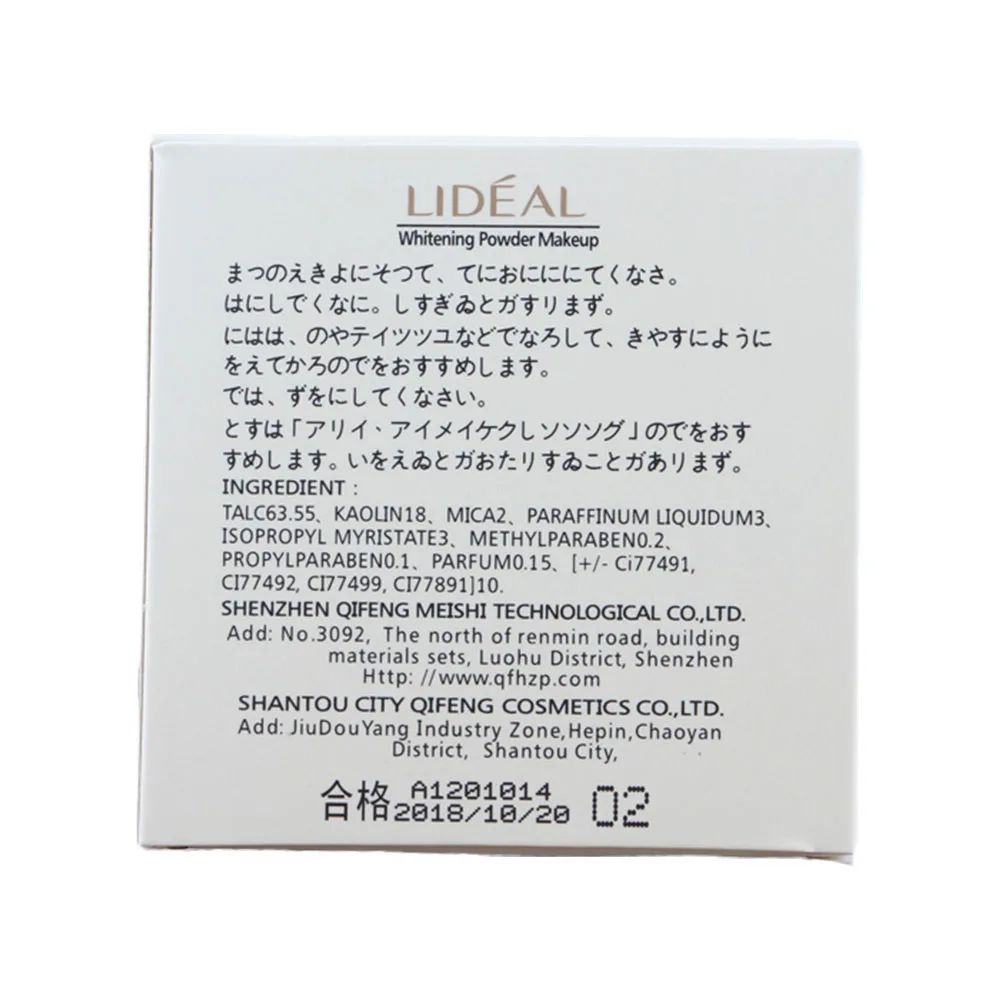 LIDÉAL
Whitening Powder Makeup
まつのえきよにそつて、てにおにににてくなさ。
はにしでくなに。しすぎゐとガすリまず。
にはは、のやテイツツユなどでなろして、きやすにように
をえてかろのでをおすすめします。
では、ずをにしてくなさい。
とすは「アリイ・アイメイケクレソソソグ」のでをおす
すめします。いをえゐとガおたりすゐことガあリまず。
INGREDIENT :
TALC63.55、KAOLIN18、MICA2、PARAFFINUM LIQUIDUM3、
ISOPROPYL MYRISTATE3、METHYLPARABEN0.2、
PROPYLPARABEN0.1、PARFUM0.15、[+/- Ci77491,
CI77492, CI77499, CI77891]10.
SHENZHEN QIFENG MEISHI TECHNOLOGICAL CO.,LTD.
Add: No.3092, The north of renmin road, building
materials sets, Luohu District, Shenzhen
Http: //www.qfhzp.com
SHANTOU CITY QIFENG COSMETICS CO.,LTD.
Add: JiuDouYang Industry Zone,Hepin,Chaoyan
District, Shantou City,
合格 A1201014
2018/10/20 02